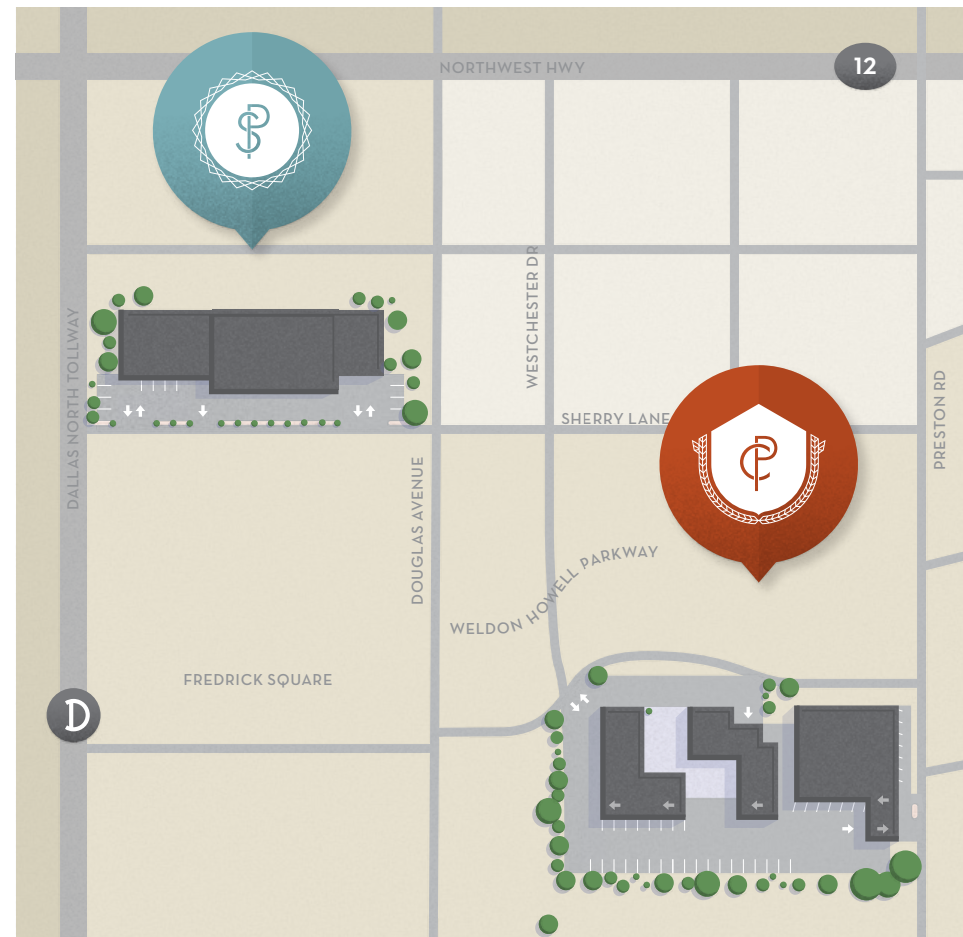 NORTHWEST HWY
12
WESTCHESTER DR
DALLAS NORTH TOLLWAY
SHERRY LANE
PRESTON RD
DOUGLAS AVENUE
WELDON HOWELL PARKWAY
FREDRICK SQUARE
D